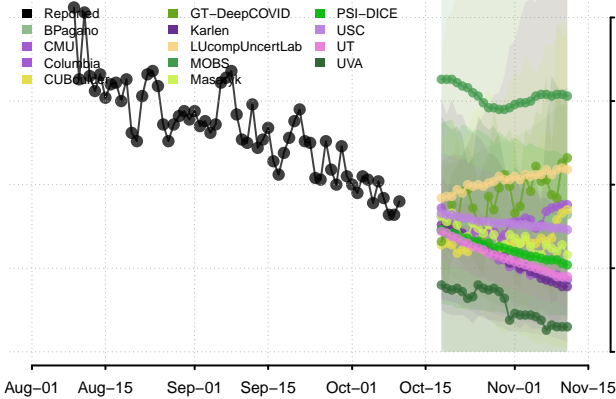 Reported GT−DeepCOVID PSI−DICE
BPagano Karlen USC
CMU LUcompUncertLab UT
Columbia MOBS UVA
CUBoulder Masaryk
Aug−01 Aug−15 Sep−01 Sep−15 Oct−01 Oct−15 Nov−01 Nov−15